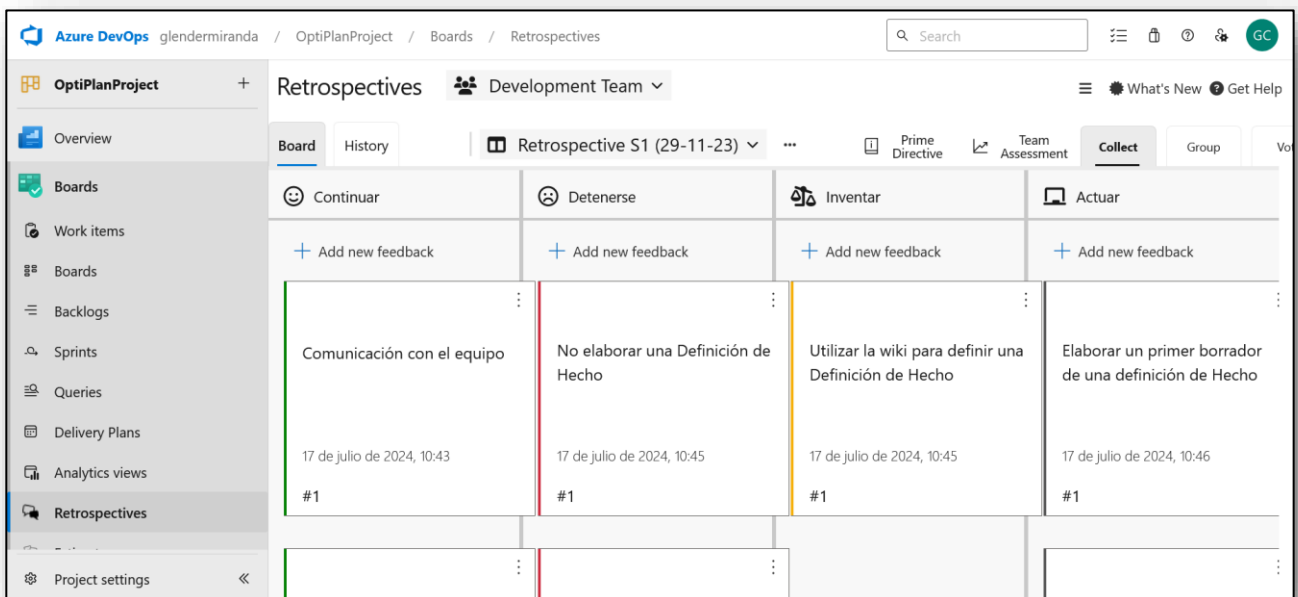 Azure DevOps glendermiranda / OptiPlanProject / Boards / Retrospectives
Search
GC
OptiPlanProject
Retrospectives
Development Team
What's New
Get Help
Overview
Board
History
Retrospective S1 (29-11-23)
Prime
Directive
Team
Assessment
Collect
Group
Boards
Continuar
Detenerse
Inventar
Actuar
Work items
Boards
Backlogs
Sprints
Queries
Delivery Plans
Analytics views
Retrospectives
Project settings
+ Add new feedback
+ Add new feedback
+ Add new feedback
+ Add new feedback
Comunicación con el equipo
17 de julio de 2024, 10:43
#1
No elaborar una Definición de
Hecho
17 de julio de 2024, 10:45
#1
Utilizar la wiki para definir una
Definición de Hecho
17 de julio de 2024, 10:45
#1
Elaborar un primer borrador
de una definición de Hecho
17 de julio de 2024, 10:46
#1